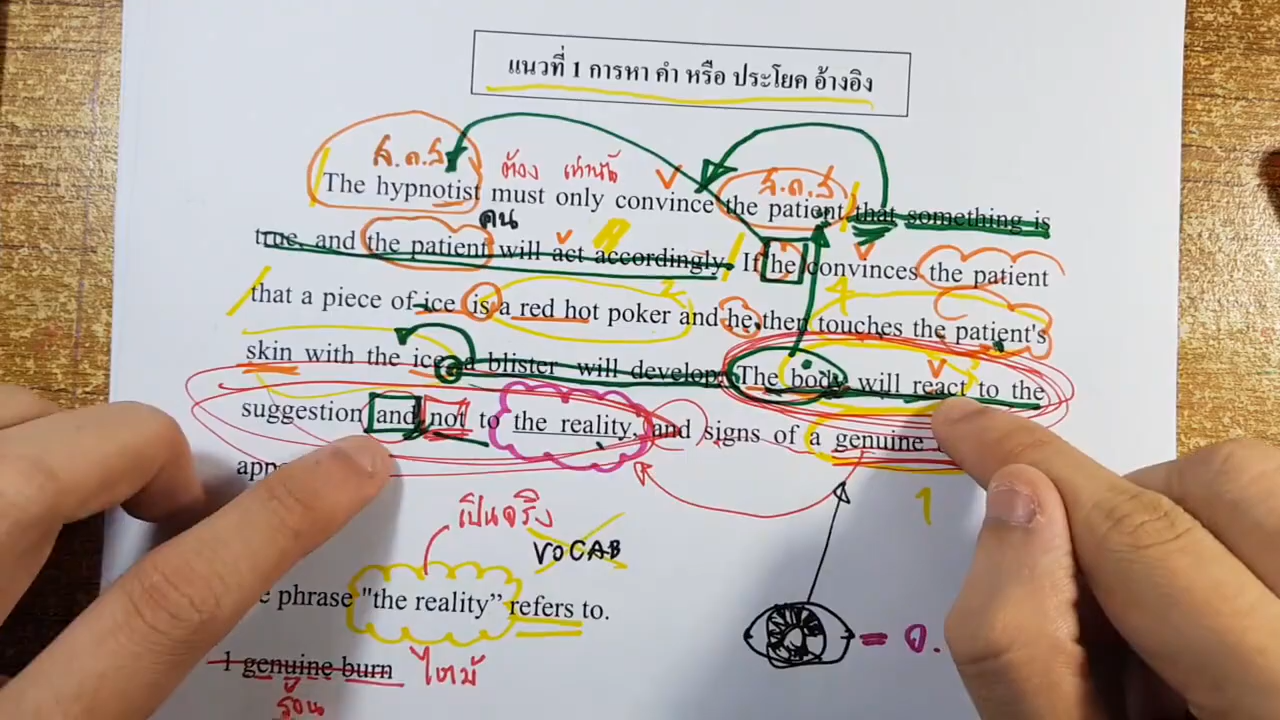 แนวที่ 1 การหา คำ หรือ ประโยค อ้างอิง
ส.ด.ส
ต้อง เท่านั้น
ส.ด.ส
The hypnotist must only convince the patient that something is
คน
true, and the patient will act accordingly. If he convinces the patient
that a piece of ice is a red hot poker and he then touches the patient's
skin with the ice, a blister will develop. The body will react to the
suggestion and not to the reality, and signs of a genuine
1
เป็นจริง
VOCAB
phrase "the reality” refers to.
= 0.
1 genuine burn ไหม้
ร้อน